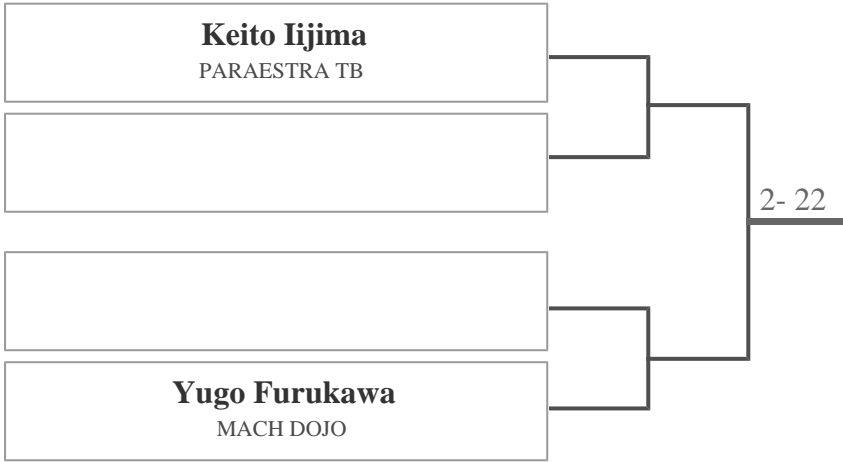 Keito Iijima
PARAESTRA TB
2- 22
Yugo Furukawa
MACH DOJO